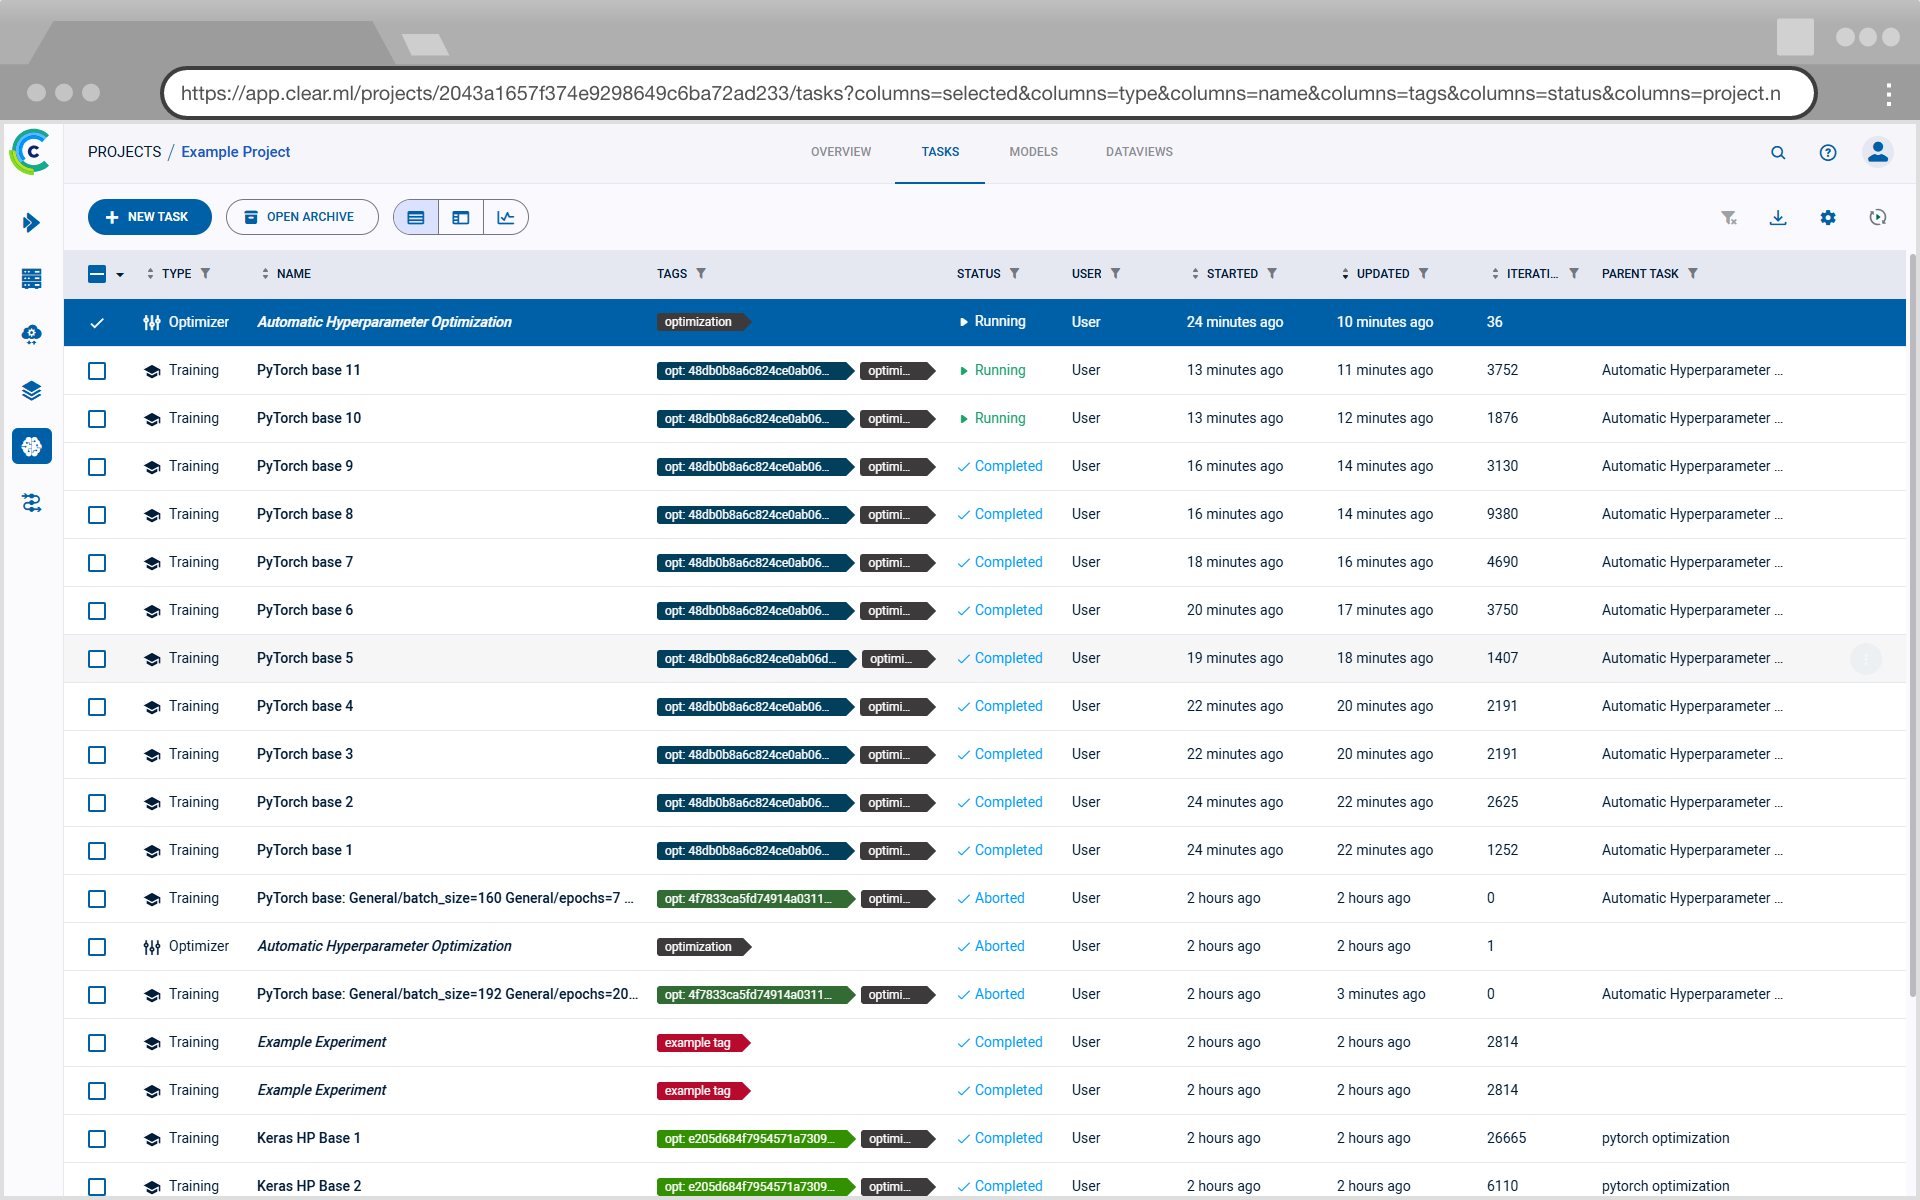 https://app.clear.ml/projects/2043a1657f374e9298649c6ba72ad233/tasks?columns=selected&columns=type&columns=name&columns=tags&columns=status&columns=project.n
PROJECTS / Example Project
OVERVIEW TASKS MODELS DATAVIEWS
NEW TASK OPEN ARCHIVE
TYPE NAME TAGS STATUS USER STARTED UPDATED ITERATI... PARENT TASK
Optimizer Automatic Hyperparameter Optimization optimization Running User 24 minutes ago 10 minutes ago 36
Training PyTorch base 11 opt: 48db0b8a6c824ce0ab06... optimi... Running User 13 minutes ago 11 minutes ago 3752 Automatic Hyperparameter ...
Training PyTorch base 10 opt: 48db0b8a6c824ce0ab06... optimi... Running User 13 minutes ago 12 minutes ago 1876 Automatic Hyperparameter ...
Training PyTorch base 9 opt: 48db0b8a6c824ce0ab06... optimi... Completed User 16 minutes ago 14 minutes ago 3130 Automatic Hyperparameter ...
Training PyTorch base 8 opt: 48db0b8a6c824ce0ab06... optimi... Completed User 16 minutes ago 14 minutes ago 9380 Automatic Hyperparameter ...
Training PyTorch base 7 opt: 48db0b8a6c824ce0ab06... optimi... Completed User 18 minutes ago 16 minutes ago 4690 Automatic Hyperparameter ...
Training PyTorch base 6 opt: 48db0b8a6c824ce0ab06... optimi... Completed User 20 minutes ago 17 minutes ago 3750 Automatic Hyperparameter ...
Training PyTorch base 5 opt: 48db0b8a6c824ce0ab06d... optimi... Completed User 19 minutes ago 18 minutes ago 1407 Automatic Hyperparameter ...
Training PyTorch base 4 opt: 48db0b8a6c824ce0ab06... optimi... Completed User 22 minutes ago 20 minutes ago 2191 Automatic Hyperparameter ...
Training PyTorch base 3 opt: 48db0b8a6c824ce0ab06... optimi... Completed User 22 minutes ago 20 minutes ago 2191 Automatic Hyperparameter ...
Training PyTorch base 2 opt: 48db0b8a6c824ce0ab06... optimi... Completed User 24 minutes ago 22 minutes ago 2625 Automatic Hyperparameter ...
Training PyTorch base 1 opt: 48db0b8a6c824ce0ab06... optimi... Completed User 24 minutes ago 22 minutes ago 1252 Automatic Hyperparameter ...
Training PyTorch base: General/batch_size=160 General/epochs=7 ... opt: 4f7833ca5fd74914a0311... optimi... Aborted User 2 hours ago 2 hours ago 0 Automatic Hyperparameter ...
Optimizer Automatic Hyperparameter Optimization optimization Aborted User 2 hours ago 2 hours ago 1
Training PyTorch base: General/batch_size=192 General/epochs=20... opt: 4f7833ca5fd74914a0311... optimi... Aborted User 2 hours ago 3 minutes ago 0 Automatic Hyperparameter ...
Training Example Experiment example tag Completed User 2 hours ago 2 hours ago 2814
Training Example Experiment example tag Completed User 2 hours ago 2 hours ago 2814
Training Keras HP Base 1 opt: e205d684f7954571a7309... optimi... Completed User 2 hours ago 2 hours ago 26665 pytorch optimization
Training Keras HP Base 2 opt: e205d684f7954571a7309... optimi... Completed User 2 hours ago 2 hours ago 6110 pytorch optimization